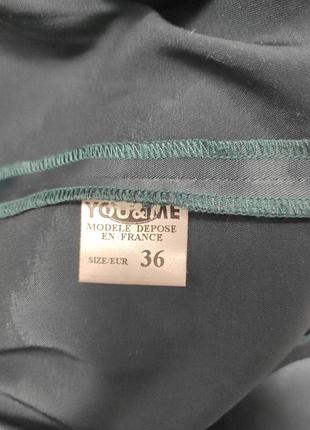 YOU&ME
MODELE DEPOSE
EN FRANCE
SIZE/EUR 36